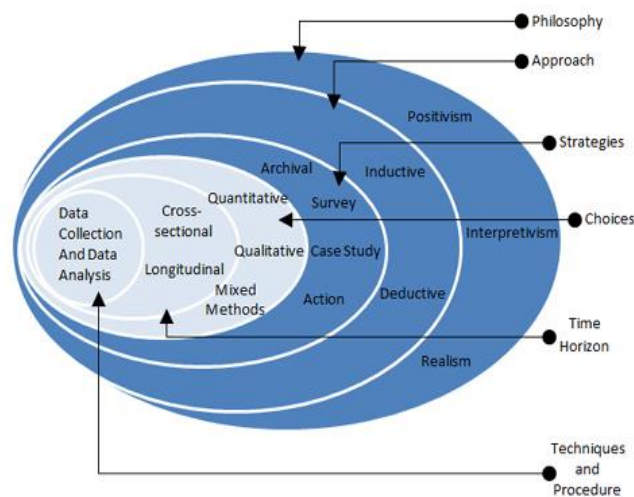 Philosophy
Approach
Positivism
Strategies
Archival
Inductive
Quantitative
Survey
Choices
Data
Collection
And Data
Analysis
Cross-
sectional
Interpretivism
Qualitative
Case Study
Longitudinal
Mixed
Methods
Action
Deductive
Time
Horizon
Realism
Techniques
and
Procedure